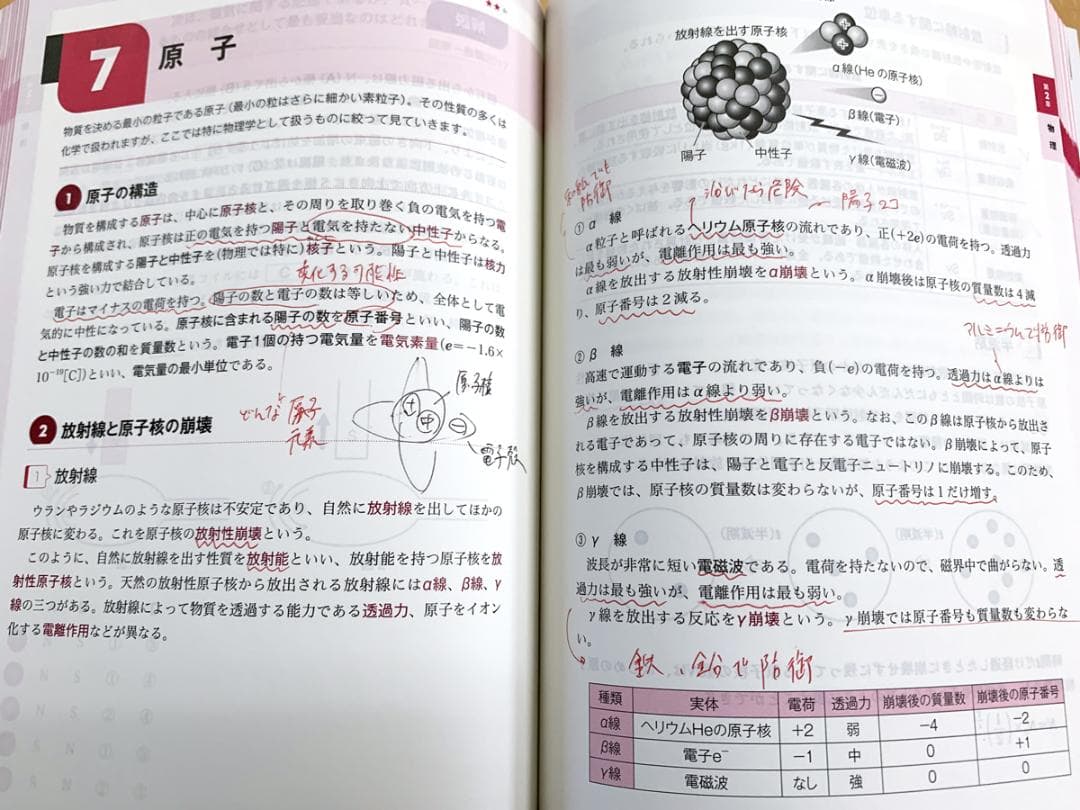 7 原子
物質を決める最小の粒である原子（最小の粒はさらに細かい素粒子）。その性質の多くは
化学で扱われますが、ここでは特に物理学として扱うものに絞って見ていきます。
1 原子の構造
物質を構成する原子は、中心に原子核と、その周りを取り巻く負の電気を持つ電
子から構成され、原子核は正の電気を持つ陽子と電気を持たない中性子からなる。
原子核を構成する陽子と中性子を(物理では特に)核子という。陽子と中性子は核力
という強い力で結合している。
変化する可能性
電子はマイナスの電荷を持つ。陽子の数と電子の数は等しいため、全体として電
気的に中性になっている。原子核に含まれる陽子の数を原子番号といい、陽子の数
と中性子の数の和を質量数という。電子1個の持つ電気量を電気素量(e=−1.6×
10⁻¹⁹[C])といい、電気量の最小単位である。
どんな原子
元素
原子核
+
中
−
電子殻
2 放射線と原子核の崩壊
1 放射線
ウランやラジウムのような原子核は不安定であり、自然に放射線を出してほかの
原子核に変わる。これを原子核の放射性崩壊という。
このように、自然に放射線を出す性質を放射能といい、放射能を持つ原子核を放
射性原子核という。天然の放射性原子核から放出される放射線にはα線、β線、γ
線の三つがある。放射線によって物質を透過する能力である透過力、原子をイオン
化する電離作用などが異なる。
放射線を出す原子核
+
+
α線(Heの原子核)
−
β線(電子)
γ線(電磁波)
陽子
中性子
第2章
物理
防御
浴びたら危険
陽子2コ
① α 線
α粒子と呼ばれるヘリウム原子核の流れであり、正(+2e)の電荷を持つ。透過力
は最も弱いが、電離作用は最も強い。
α線を放出する放射性崩壊をα崩壊という。α崩壊後は原子核の質量数は4減
り、原子番号は2減る。
アルミニウムで防御
② β 線
高速で運動する電子の流れであり、負(−e)の電荷を持つ。透過力はα線よりは
強いが、電離作用はα線より弱い。
β線を放出する放射性崩壊をβ崩壊という。なお、このβ線は原子核から放出さ
れる電子であって、原子核の周りに存在する電子ではない。β崩壊によって、原子
核を構成する中性子は、陽子と電子と反電子ニュートリノに崩壊する。このため、
β崩壊では、原子核の質量数は変わらないが、原子番号は1だけ増す。
③ γ 線
波長が非常に短い電磁波である。電荷を持たないので、磁界中で曲がらない。透
過力は最も強いが、電離作用は最も弱い。
γ線を放出する反応をγ崩壊という。γ崩壊では原子番号も質量数も変わらな
い。
鉄、鉛で防御
種類 実体 電荷 透過力 崩壊後の質量数 崩壊後の原子番号
α線 ヘリウムHeの原子核 +2 弱 −4 −2
β線 電子e⁻ −1 中 0 +1
γ線 電磁波 なし 強 0 0